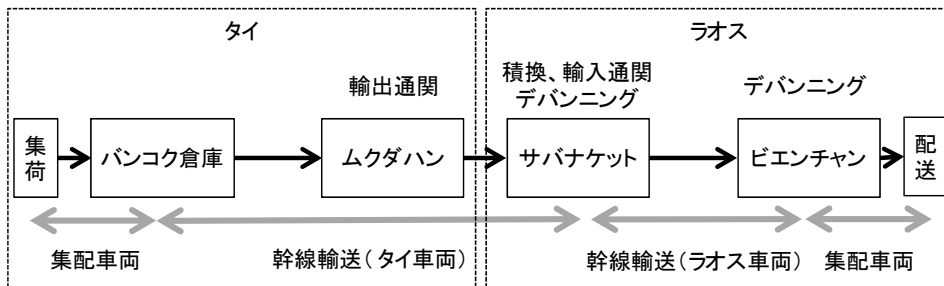 タイ
ラオス
輸出通関
積換、輸入通関
デバンニング
デバンニング
集
荷
バンコク倉庫
ムクダハン
サバナケット
ビエンチャン
配
送
集配車両
幹線輸送（タイ車両）
幹線輸送（ラオス車両）
集配車両